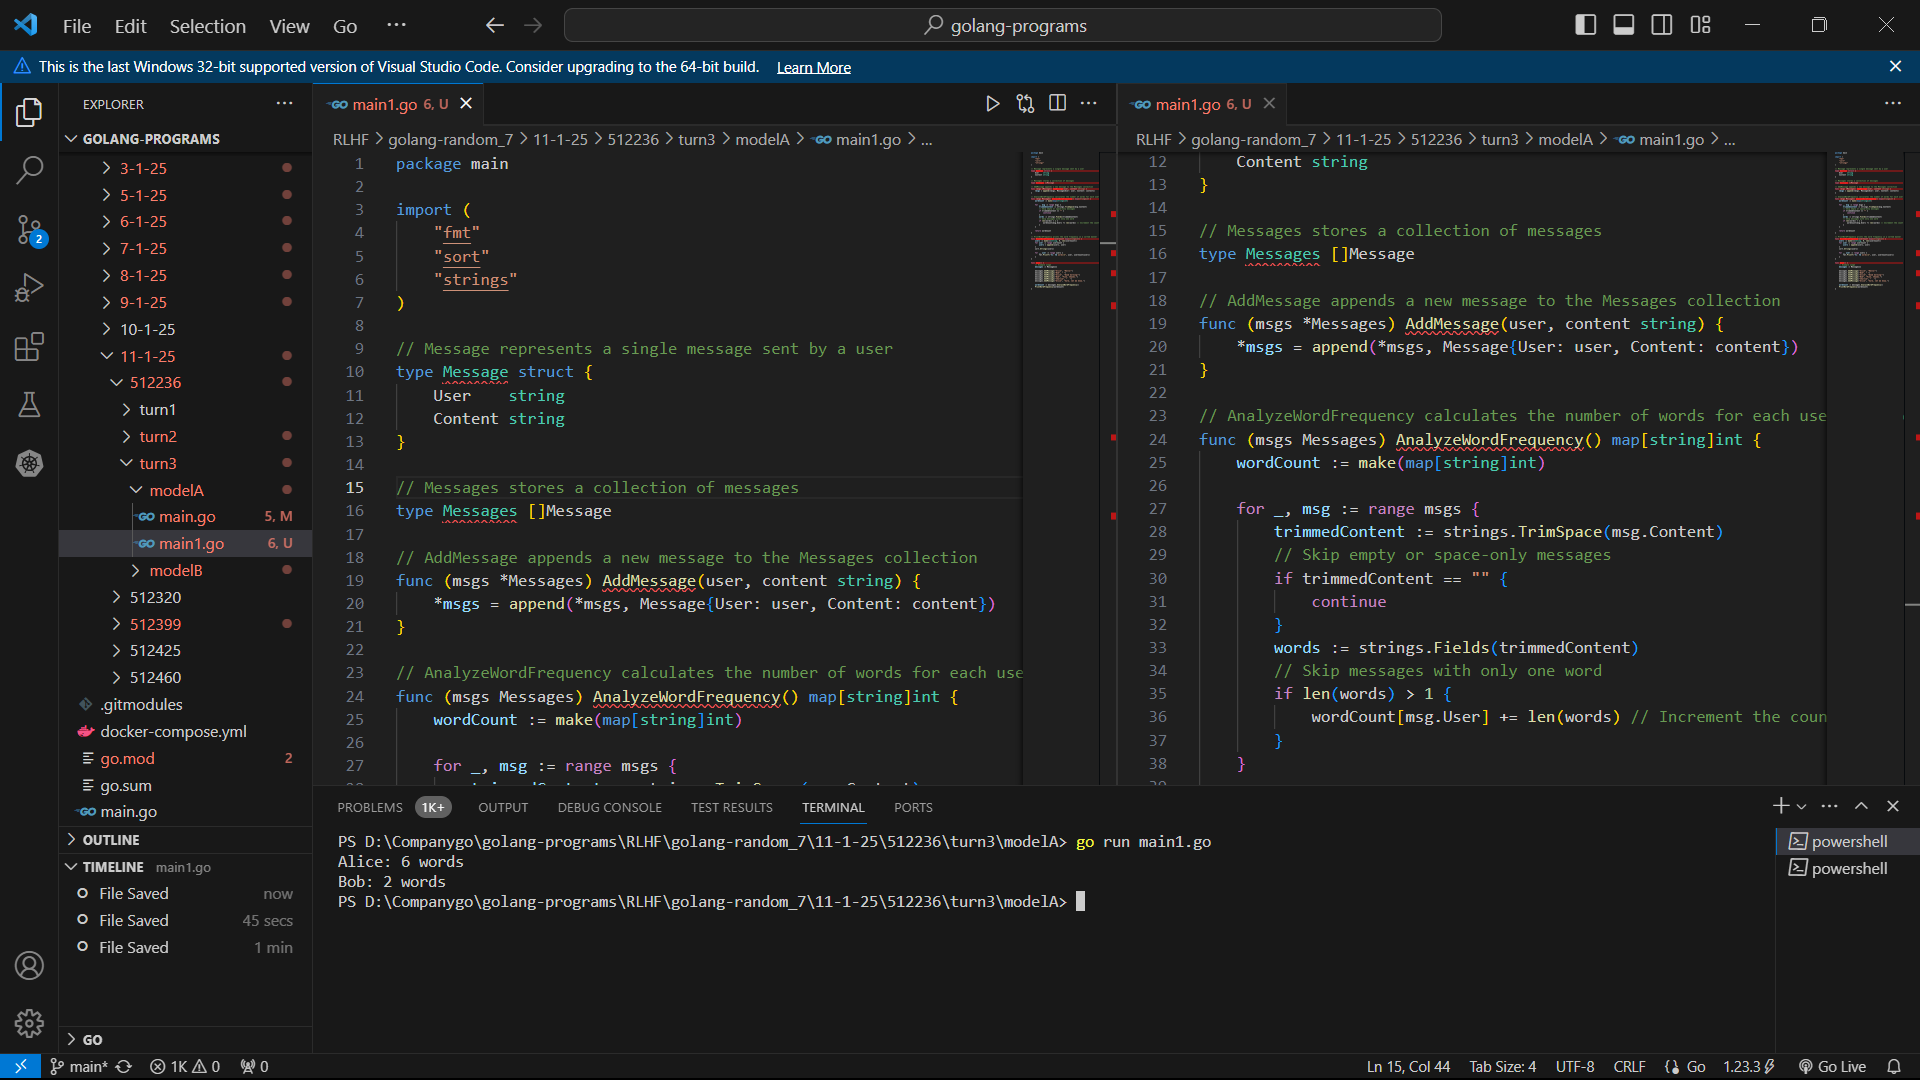 File Edit Selection View Go ··· golang-programs
This is the last Windows 32-bit supported version of Visual Studio Code. Consider upgrading to the 64-bit build. Learn More
EXPLORER
GOLANG-PROGRAMS
3-1-25
5-1-25
6-1-25
7-1-25
8-1-25
9-1-25
10-1-25
11-1-25
512236
turn1
turn2
turn3
modelA
main.go 5, M
main1.go 6, U
modelB
512320
512399
512425
512460
.gitmodules
docker-compose.yml
go.mod 2
go.sum
main.go
OUTLINE
TIMELINE main1.go
File Saved now
File Saved 45 secs
File Saved 1 min
GO
2
main1.go 6, U
RLHF > golang-random_7 > 11-1-25 > 512236 > turn3 > modelA > main1.go > ...
1 package main
2
3 import (
4 "fmt"
5 "sort"
6 "strings"
7 )
8
9 // Message represents a single message sent by a user
10 type Message struct {
11 User string
12 Content string
13 }
14
15 // Messages stores a collection of messages
16 type Messages []Message
17
18 // AddMessage appends a new message to the Messages collection
19 func (msgs *Messages) AddMessage(user, content string) {
20 *msgs = append(*msgs, Message{User: user, Content: content})
21 }
22
23 // AnalyzeWordFrequency calculates the number of words for each use
24 func (msgs Messages) AnalyzeWordFrequency() map[string]int {
25 wordCount := make(map[string]int)
26
27 for _, msg := range msgs {
main1.go 6, U
RLHF > golang-random_7 > 11-1-25 > 512236 > turn3 > modelA > main1.go > ...
12 Content string
13 }
14
15 // Messages stores a collection of messages
16 type Messages []Message
17
18 // AddMessage appends a new message to the Messages collection
19 func (msgs *Messages) AddMessage(user, content string) {
20 *msgs = append(*msgs, Message{User: user, Content: content})
21 }
22
23 // AnalyzeWordFrequency calculates the number of words for each use
24 func (msgs Messages) AnalyzeWordFrequency() map[string]int {
25 wordCount := make(map[string]int)
26
27 for _, msg := range msgs {
28 trimmedContent := strings.TrimSpace(msg.Content)
29 // Skip empty or space-only messages
30 if trimmedContent == "" {
31 continue
32 }
33 words := strings.Fields(trimmedContent)
34 // Skip messages with only one word
35 if len(words) > 1 {
36 wordCount[msg.User] += len(words) // Increment the coun
37 }
38 }
PROBLEMS 1K+ OUTPUT DEBUG CONSOLE TEST RESULTS TERMINAL PORTS
PS D:\Companygo\golang-programs\RLHF\golang-random_7\11-1-25\512236\turn3\modelA> go run main1.go
Alice: 6 words
Bob: 2 words
PS D:\Companygo\golang-programs\RLHF\golang-random_7\11-1-25\512236\turn3\modelA>
powershell
powershell
main* 1K 0 0 Ln 15, Col 44 Tab Size: 4 UTF-8 CRLF Go 1.23.3 Go Live